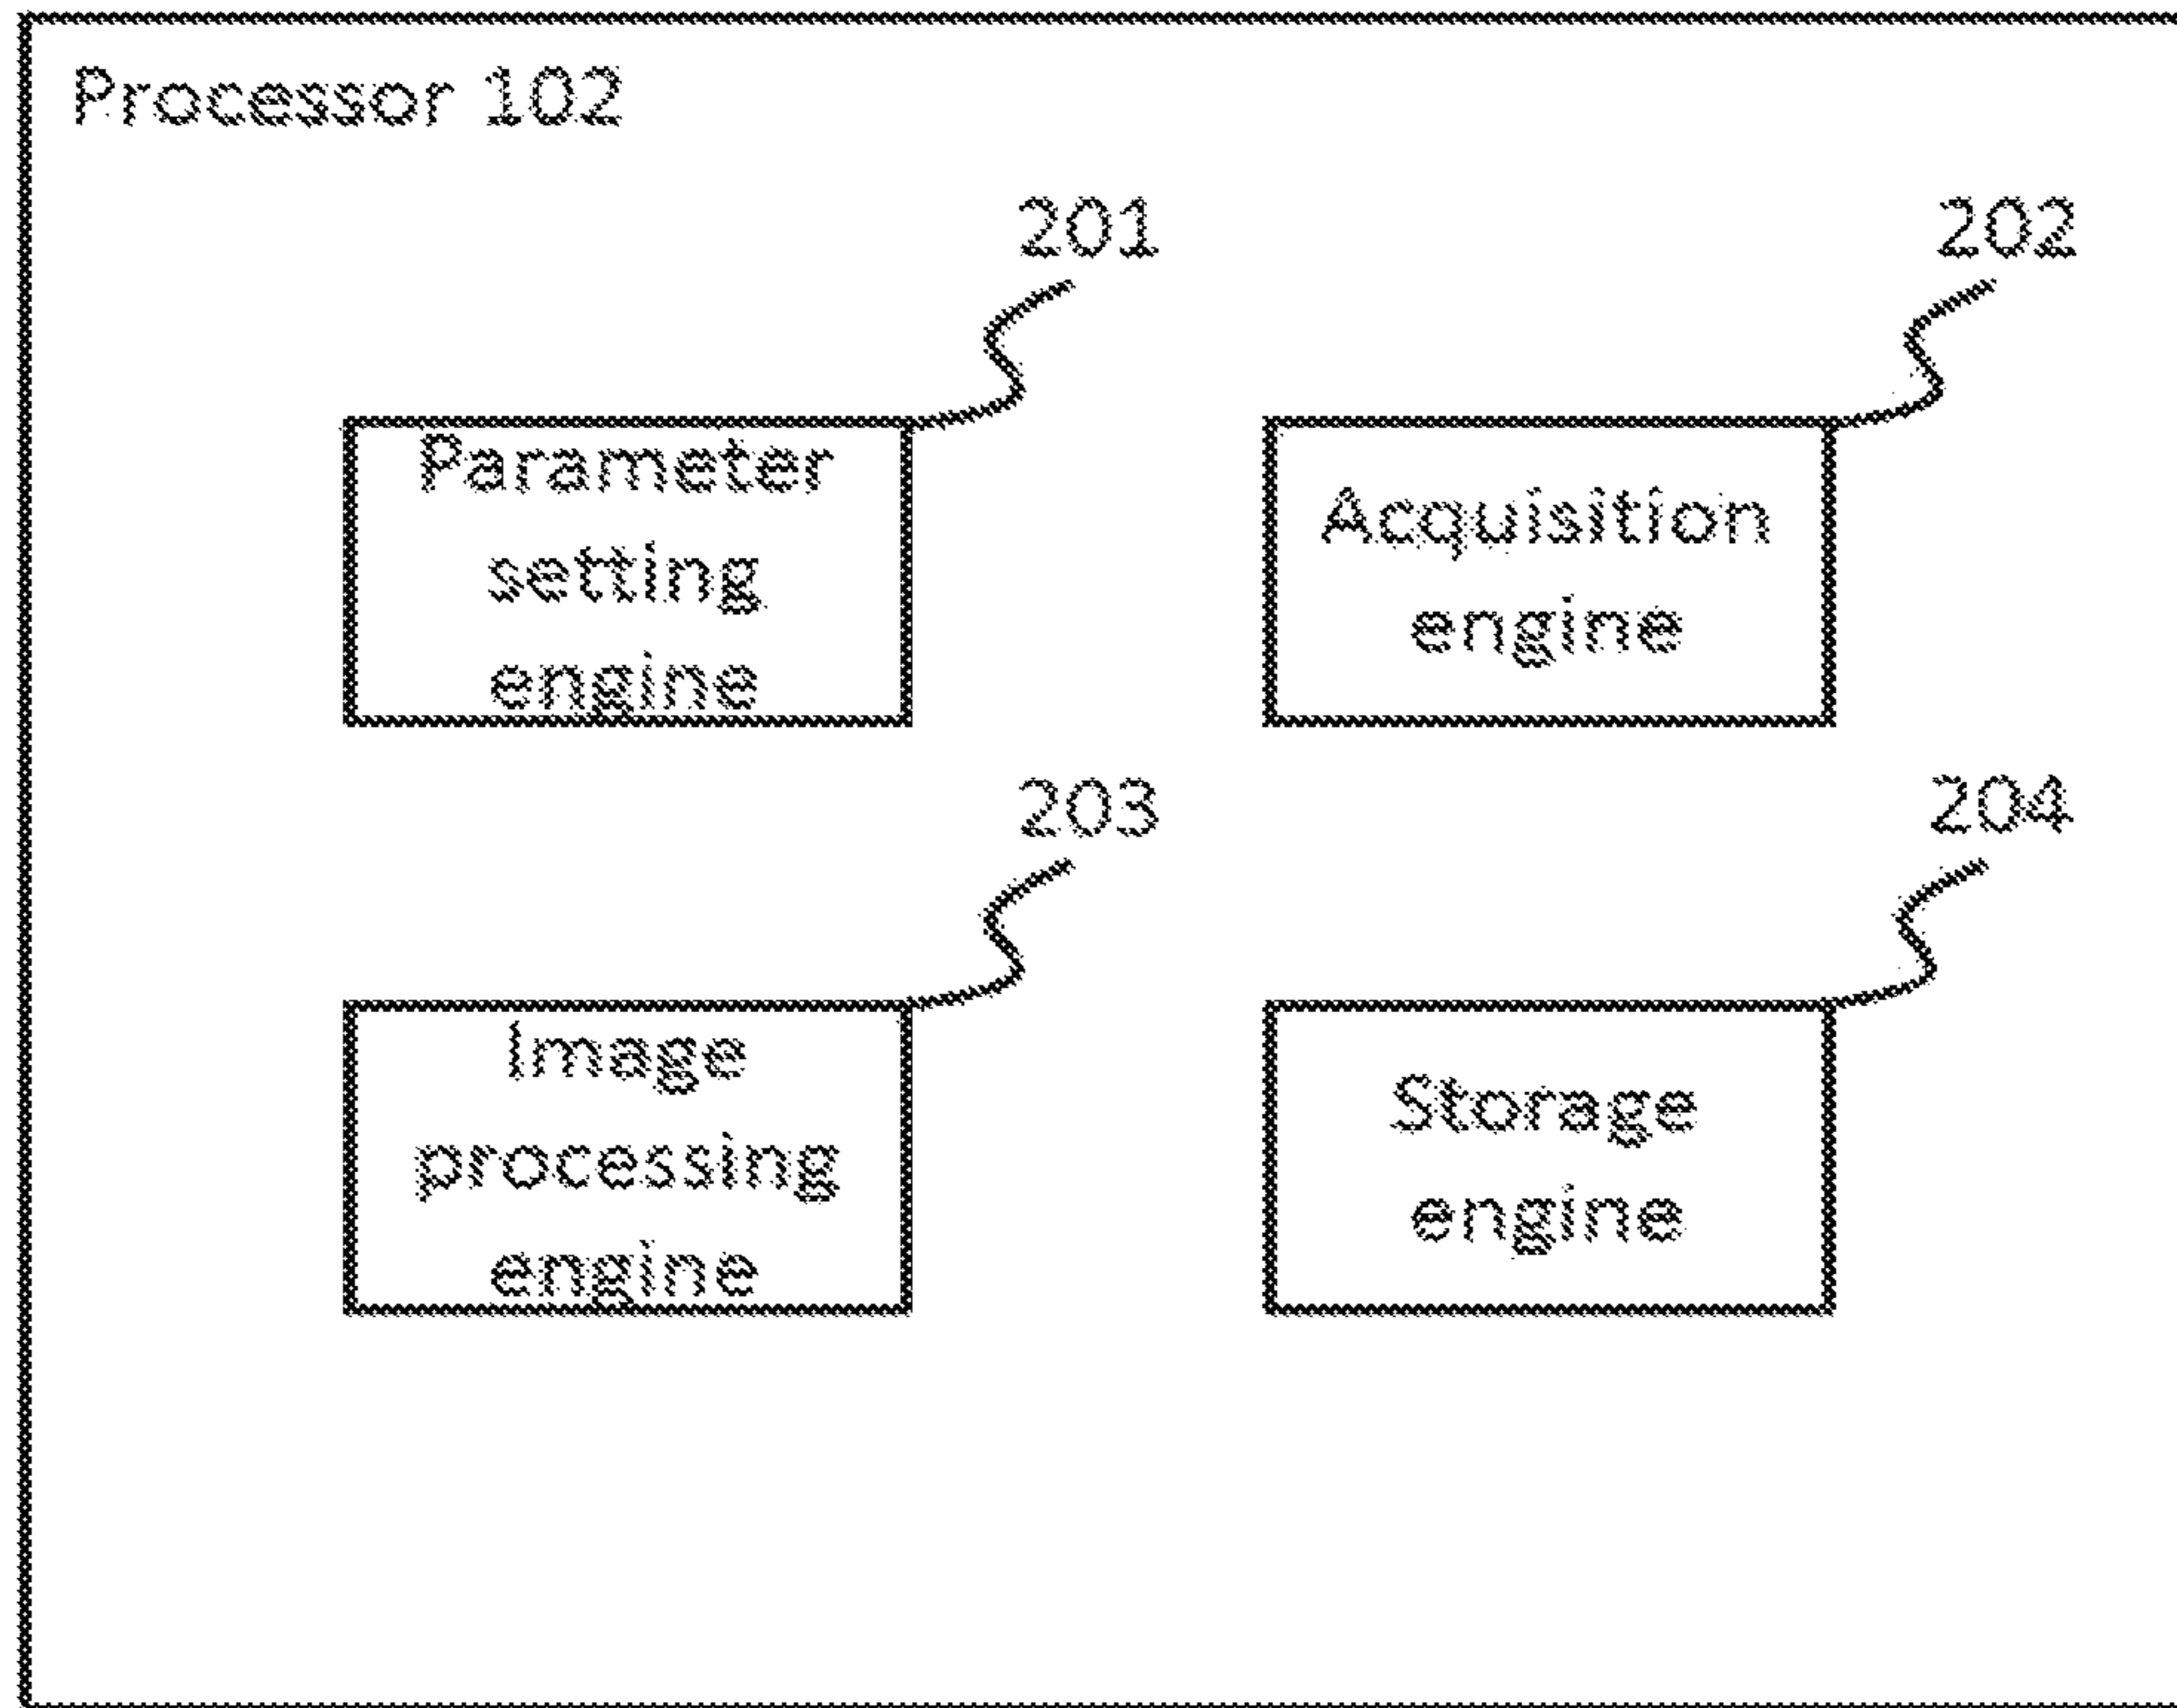 Processor 102
201
202
Parameter
setting
engine
Acquisition
engine
203
204
Image
processing
engine
Storage
engine